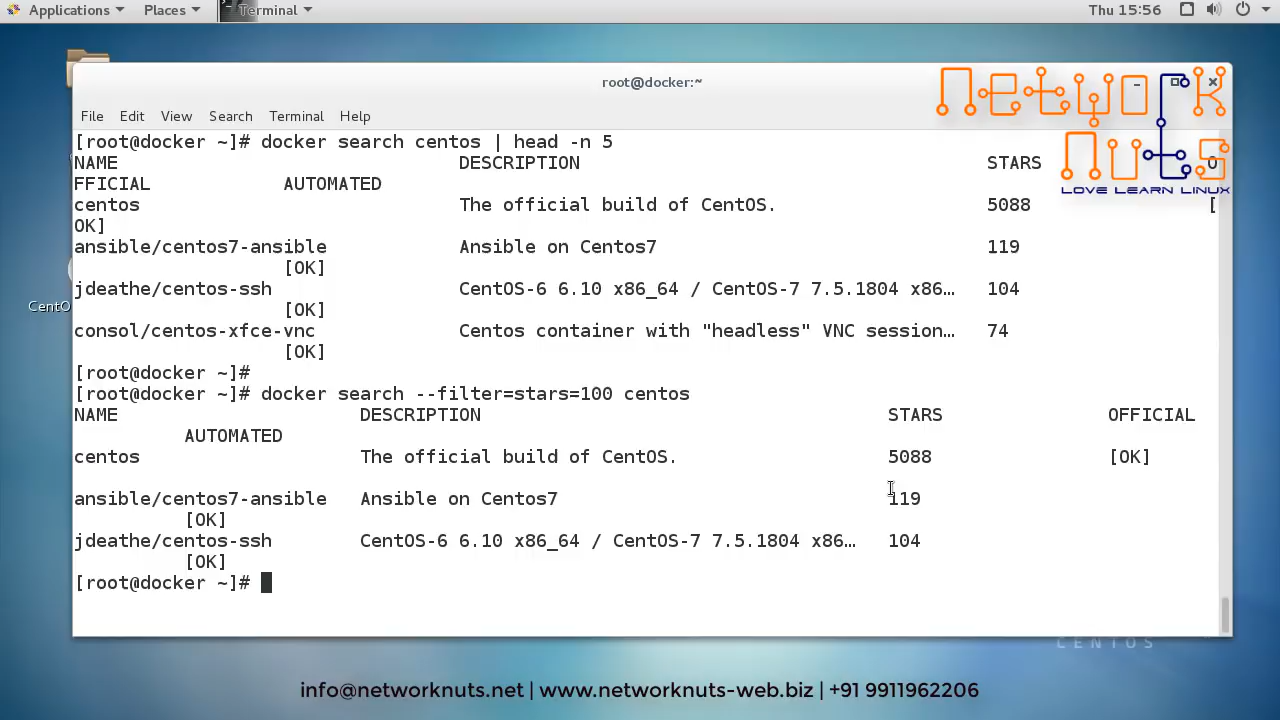 Applications Places Terminal Thu 15:56
root@docker:~
NetWork
NUtS
LOVE LEARN LINUX
File Edit View Search Terminal Help
[root@docker ~]# docker search centos | head -n 5
NAME DESCRIPTION STARS O
FFICIAL AUTOMATED
centos The official build of CentOS. 5088 [
OK]
ansible/centos7-ansible Ansible on Centos7 119
[OK]
jdeathe/centos-ssh CentOS-6 6.10 x86_64 / CentOS-7 7.5.1804 x86… 104
[OK]
consol/centos-xfce-vnc Centos container with "headless" VNC session… 74
[OK]
[root@docker ~]#
[root@docker ~]# docker search --filter=stars=100 centos
NAME DESCRIPTION STARS OFFICIAL
AUTOMATED
centos The official build of CentOS. 5088 [OK]
ansible/centos7-ansible Ansible on Centos7 119
[OK]
jdeathe/centos-ssh CentOS-6 6.10 x86_64 / CentOS-7 7.5.1804 x86… 104
[OK]
[root@docker ~]#
CentO
CENTOS
info@networknuts.net | www.networknuts-web.biz | +91 9911962206